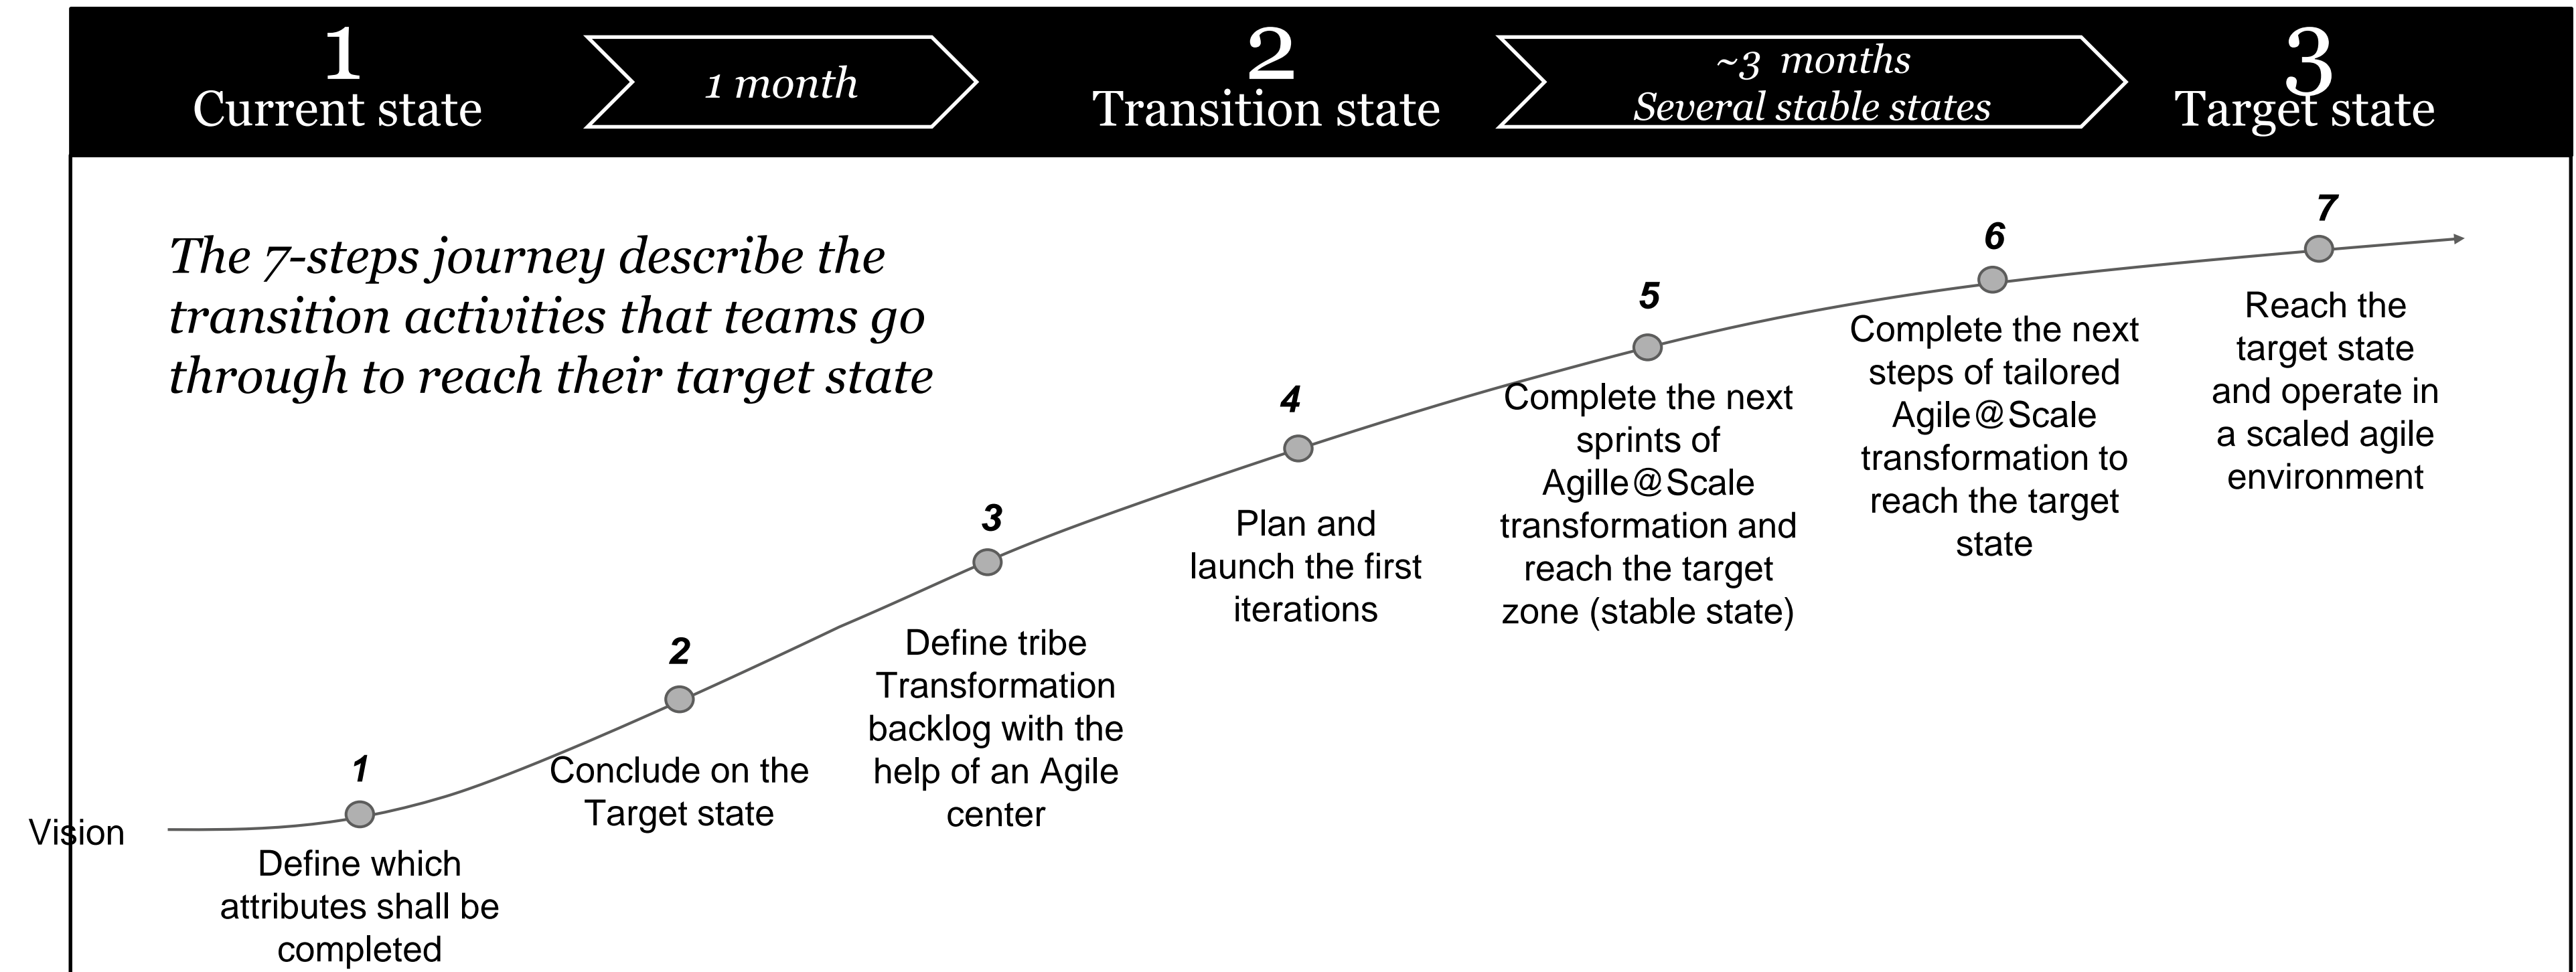 1
Current state
1 month
2
Transition state
~3 months
Several stable states
3
Target state
The 7-steps journey describe the
transition activities that teams go
through to reach their target state
Vision
1
Define which
attributes shall be
completed
2
Conclude on the
Target state
3
Define tribe
Transformation
backlog with the
help of an Agile
center
4
Plan and
launch the first
iterations
5
Complete the next
sprints of
Agille@Scale
transformation and
reach the target
zone (stable state)
6
Complete the next
steps of tailored
Agile@Scale
transformation to
reach the target
state
7
Reach the
target state
and operate in
a scaled agile
environment